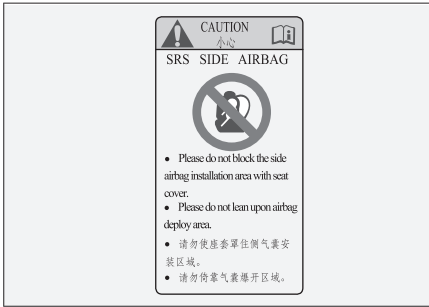 CAUTION
小心
SRS SIDE AIRBAG
• Please do not block the side
airbag installation area with seat
cover.
• Please do not lean upon airbag
deploy area.
• 请勿使座套罩住侧气囊安
装区域。
• 请勿倚靠气囊爆开区域。